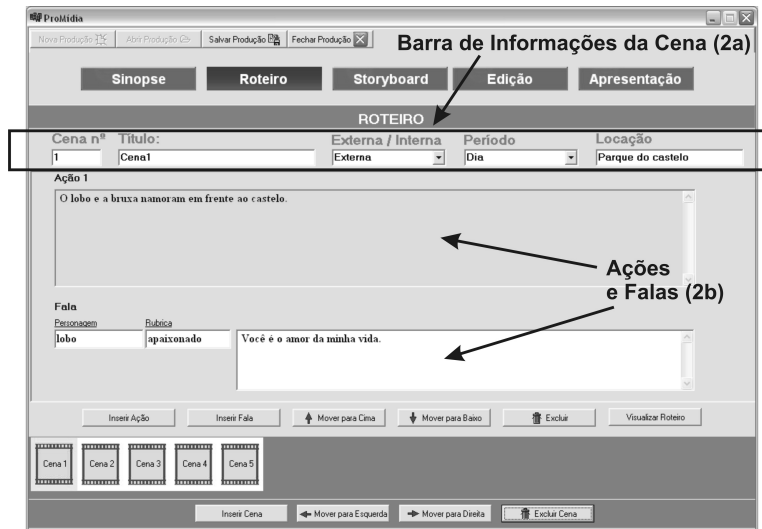 ProMídia
Nova Produção Abrir Produção Salvar Produção Fechar Produção
Barra de Informações da Cena (2a)
Sinopse Roteiro Storyboard Edição Apresentação
ROTEIRO
Cena nº Título: Externa / Interna Período Locação
1 Cena1 Externa Dia Parque do castelo
Ação 1
O lobo e a bruxa namoram em frente ao castelo.
Ações
e Falas (2b)
Fala
Personagem Rubrica
lobo apaixonado Você é o amor da minha vida.
Inserir Ação Inserir Fala Mover para Cima Mover para Baixo Excluir Visualizar Roteiro
Cena 1 Cena 2 Cena 3 Cena 4 Cena 5
Inserir Cena Mover para Esquerda Mover para Direita Excluir Cena